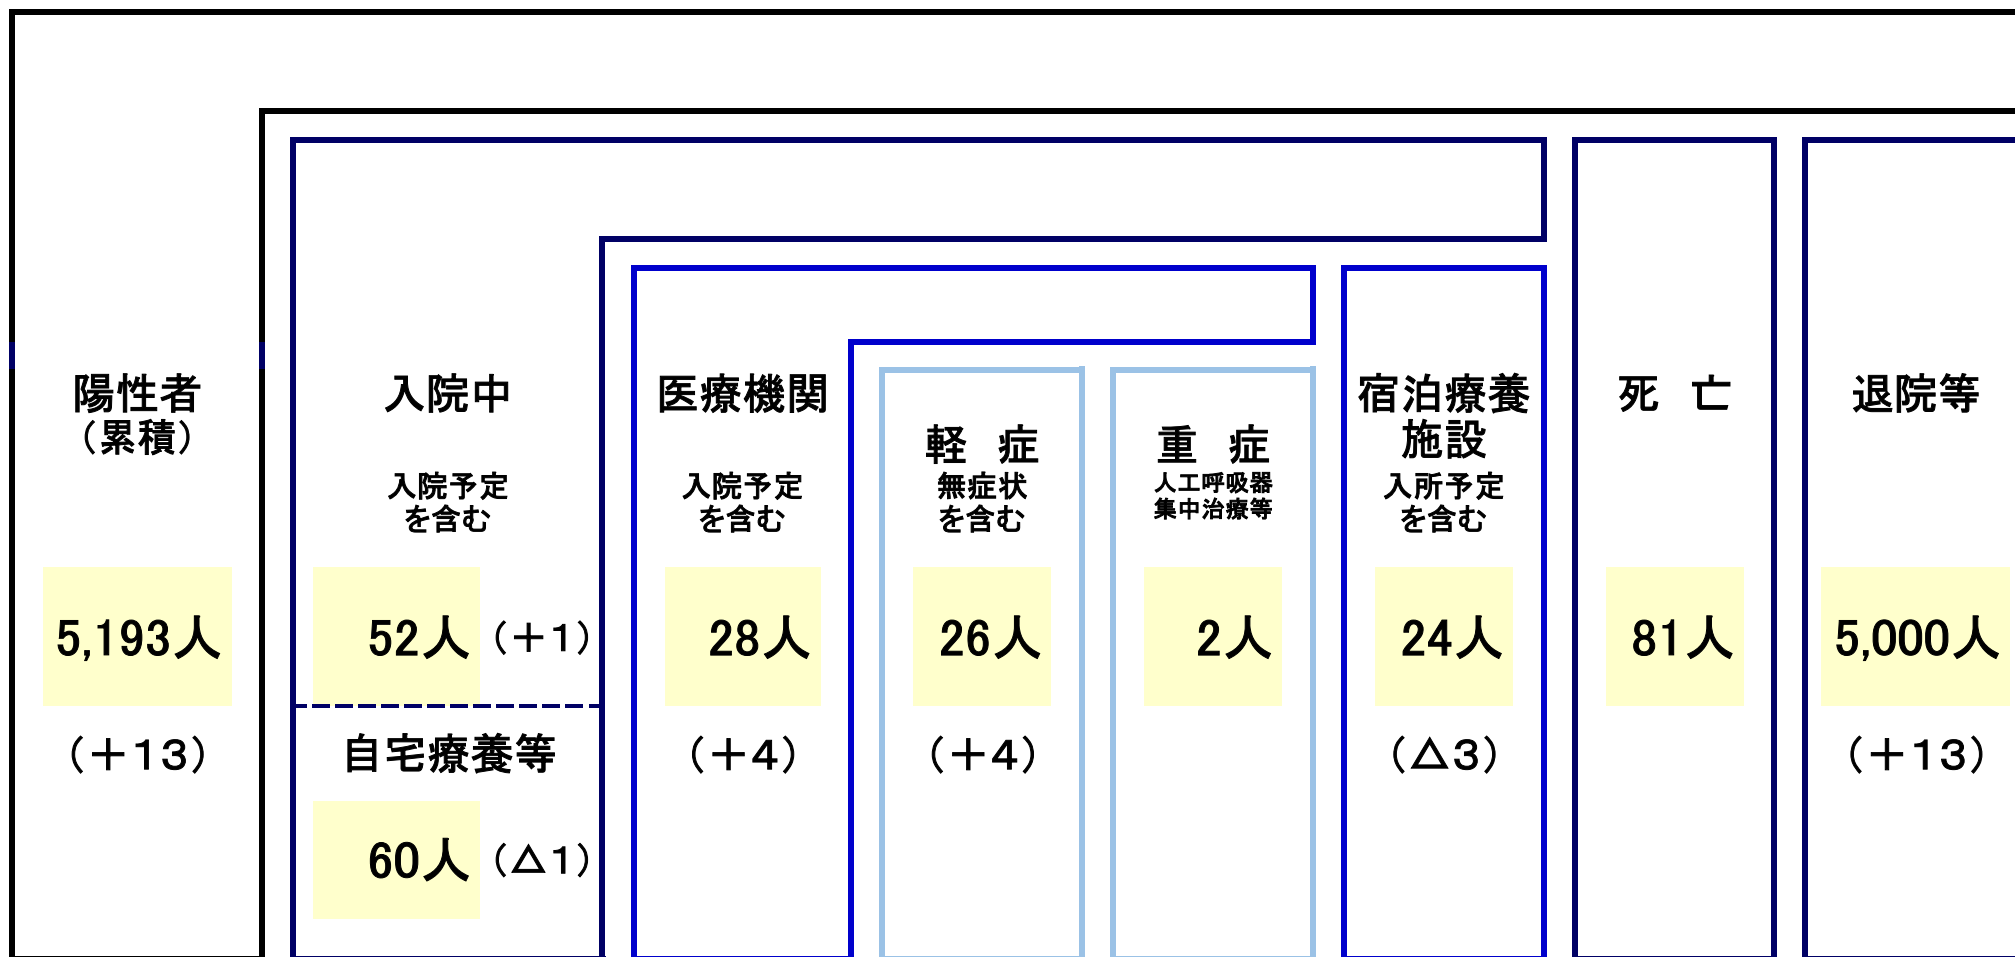 陽性者
（累積）
5,193人
（＋13）
入院中
入院予定
を含む
52人（＋1）
自宅療養等
60人（△1）
医療機関
入院予定
を含む
28人
（＋4）
軽　症
無症状
を含む
26人
（＋4）
重　症
人工呼吸器
集中治療等
2人
宿泊療養
施設
入所予定
を含む
24人
（△3）
死　亡
81人
退院等
5,000人
（＋13）